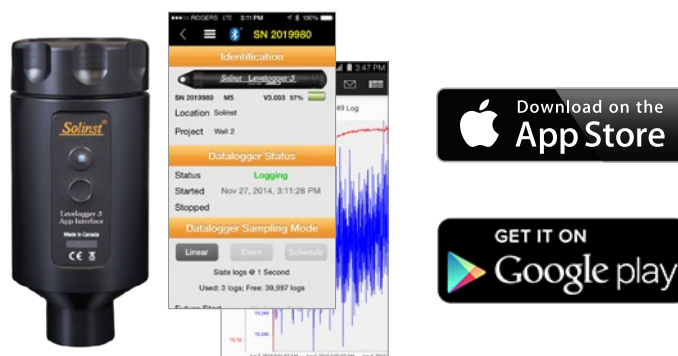 Solinst®
Levelogger 5
App Interface
Made in Canada
CE
ROGERS LTE 3:11 PM 100%
SN 2019980
Identification
Solinst Levelogger 5
SN 2019980 M5 V3.003 97%
Location Solinst
Project Well 2
Datalogger Status
Status Logging
Started Nov 27, 2014, 3:11:28 PM
Stopped
Datalogger Sampling Mode
Linear Event Schedule
Slate logs @ 1 Second
Used: 3 logs; Free: 39,997 logs
3:47 PM
49 Log
Download on the
App Store
GET IT ON
Google play